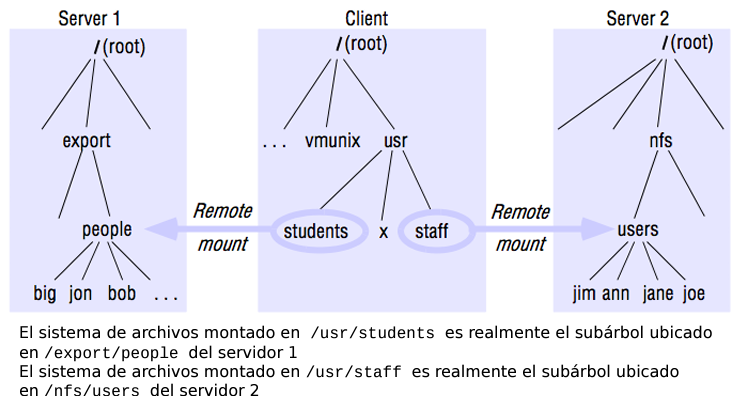 Server 1 Client Server 2
/ (root) / (root) / (root)
export ... vmunix usr nfs
Remote mount Remote mount
people students x staff users
big jon bob ... jim ann jane joe
El sistema de archivos montado en /usr/students es realmente el subárbol ubicado
en /export/people del servidor 1
El sistema de archivos montado en /usr/staff es realmente el subárbol ubicado
en /nfs/users del servidor 2